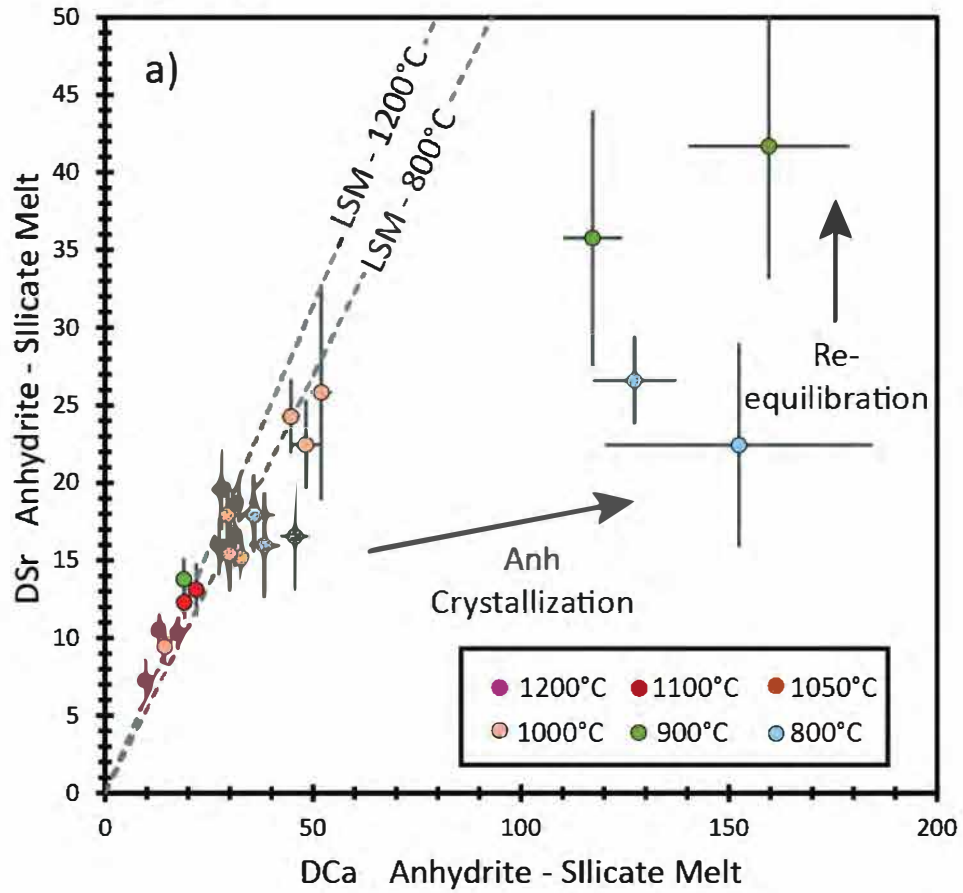 a)
50
45
40
35
30
25
20
15
10
5
0
DSr Anhydrite - SIlicate Melt
LSM - 1200°C
LSM - 800°C
Re-
equilibration
Anh
Crystallization
1200°C 1100°C 1050°C
1000°C 900°C 800°C
0 50 100 150 200
DCa Anhydrite - SIlicate Melt